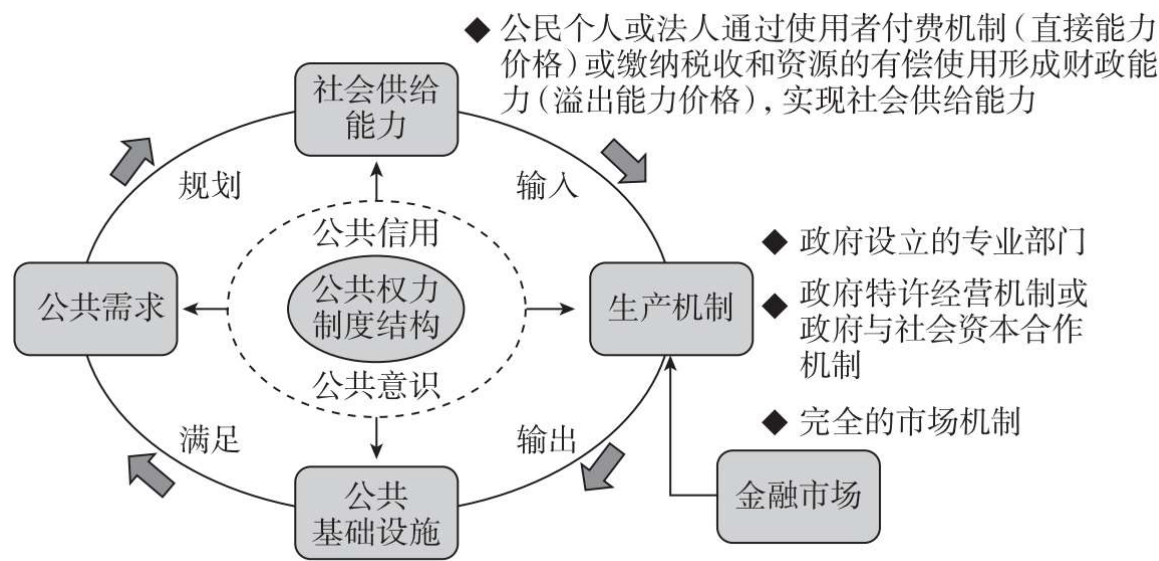 ◆ 公民个人或法人通过使用者付费机制(直接能力
价格)或缴纳税收和资源的有偿使用形成财政能
力(溢出能力价格),实现社会供给能力
社会供给
能力
规划
输入
公共信用
公共需求
公共权力
制度结构
生产机制
◆ 政府设立的专业部门
◆ 政府特许经营机制或
政府与社会资本合作
机制
◆ 完全的市场机制
公共意识
满足
输出
公共
基础设施
金融市场